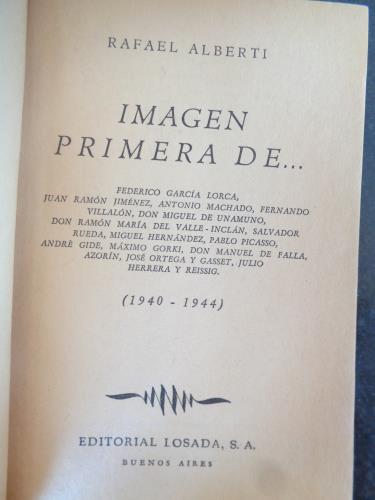 RAFAEL ALBERTI
IMAGEN
PRIMERA DE...
FEDERICO GARCÍA LORCA,
JUAN RAMÓN JIMÉNEZ, ANTONIO MACHADO, FERNANDO
VILLALÓN, DON MIGUEL DE UNAMUNO,
DON RAMÓN MARÍA DEL VALLE-INCLÁN, SALVADOR
RUEDA, MIGUEL HERNÁNDEZ, PABLO PICASSO,
ANDRÈ GIDE, MÁXIMO GORKI, DON MANUEL DE FALLA,
AZORÍN, JOSÉ ORTEGA Y GASSET, JULIO
HERRERA Y REISSIG.
(1940 - 1944)
EDITORIAL LOSADA, S. A.
BUENOS AIRES